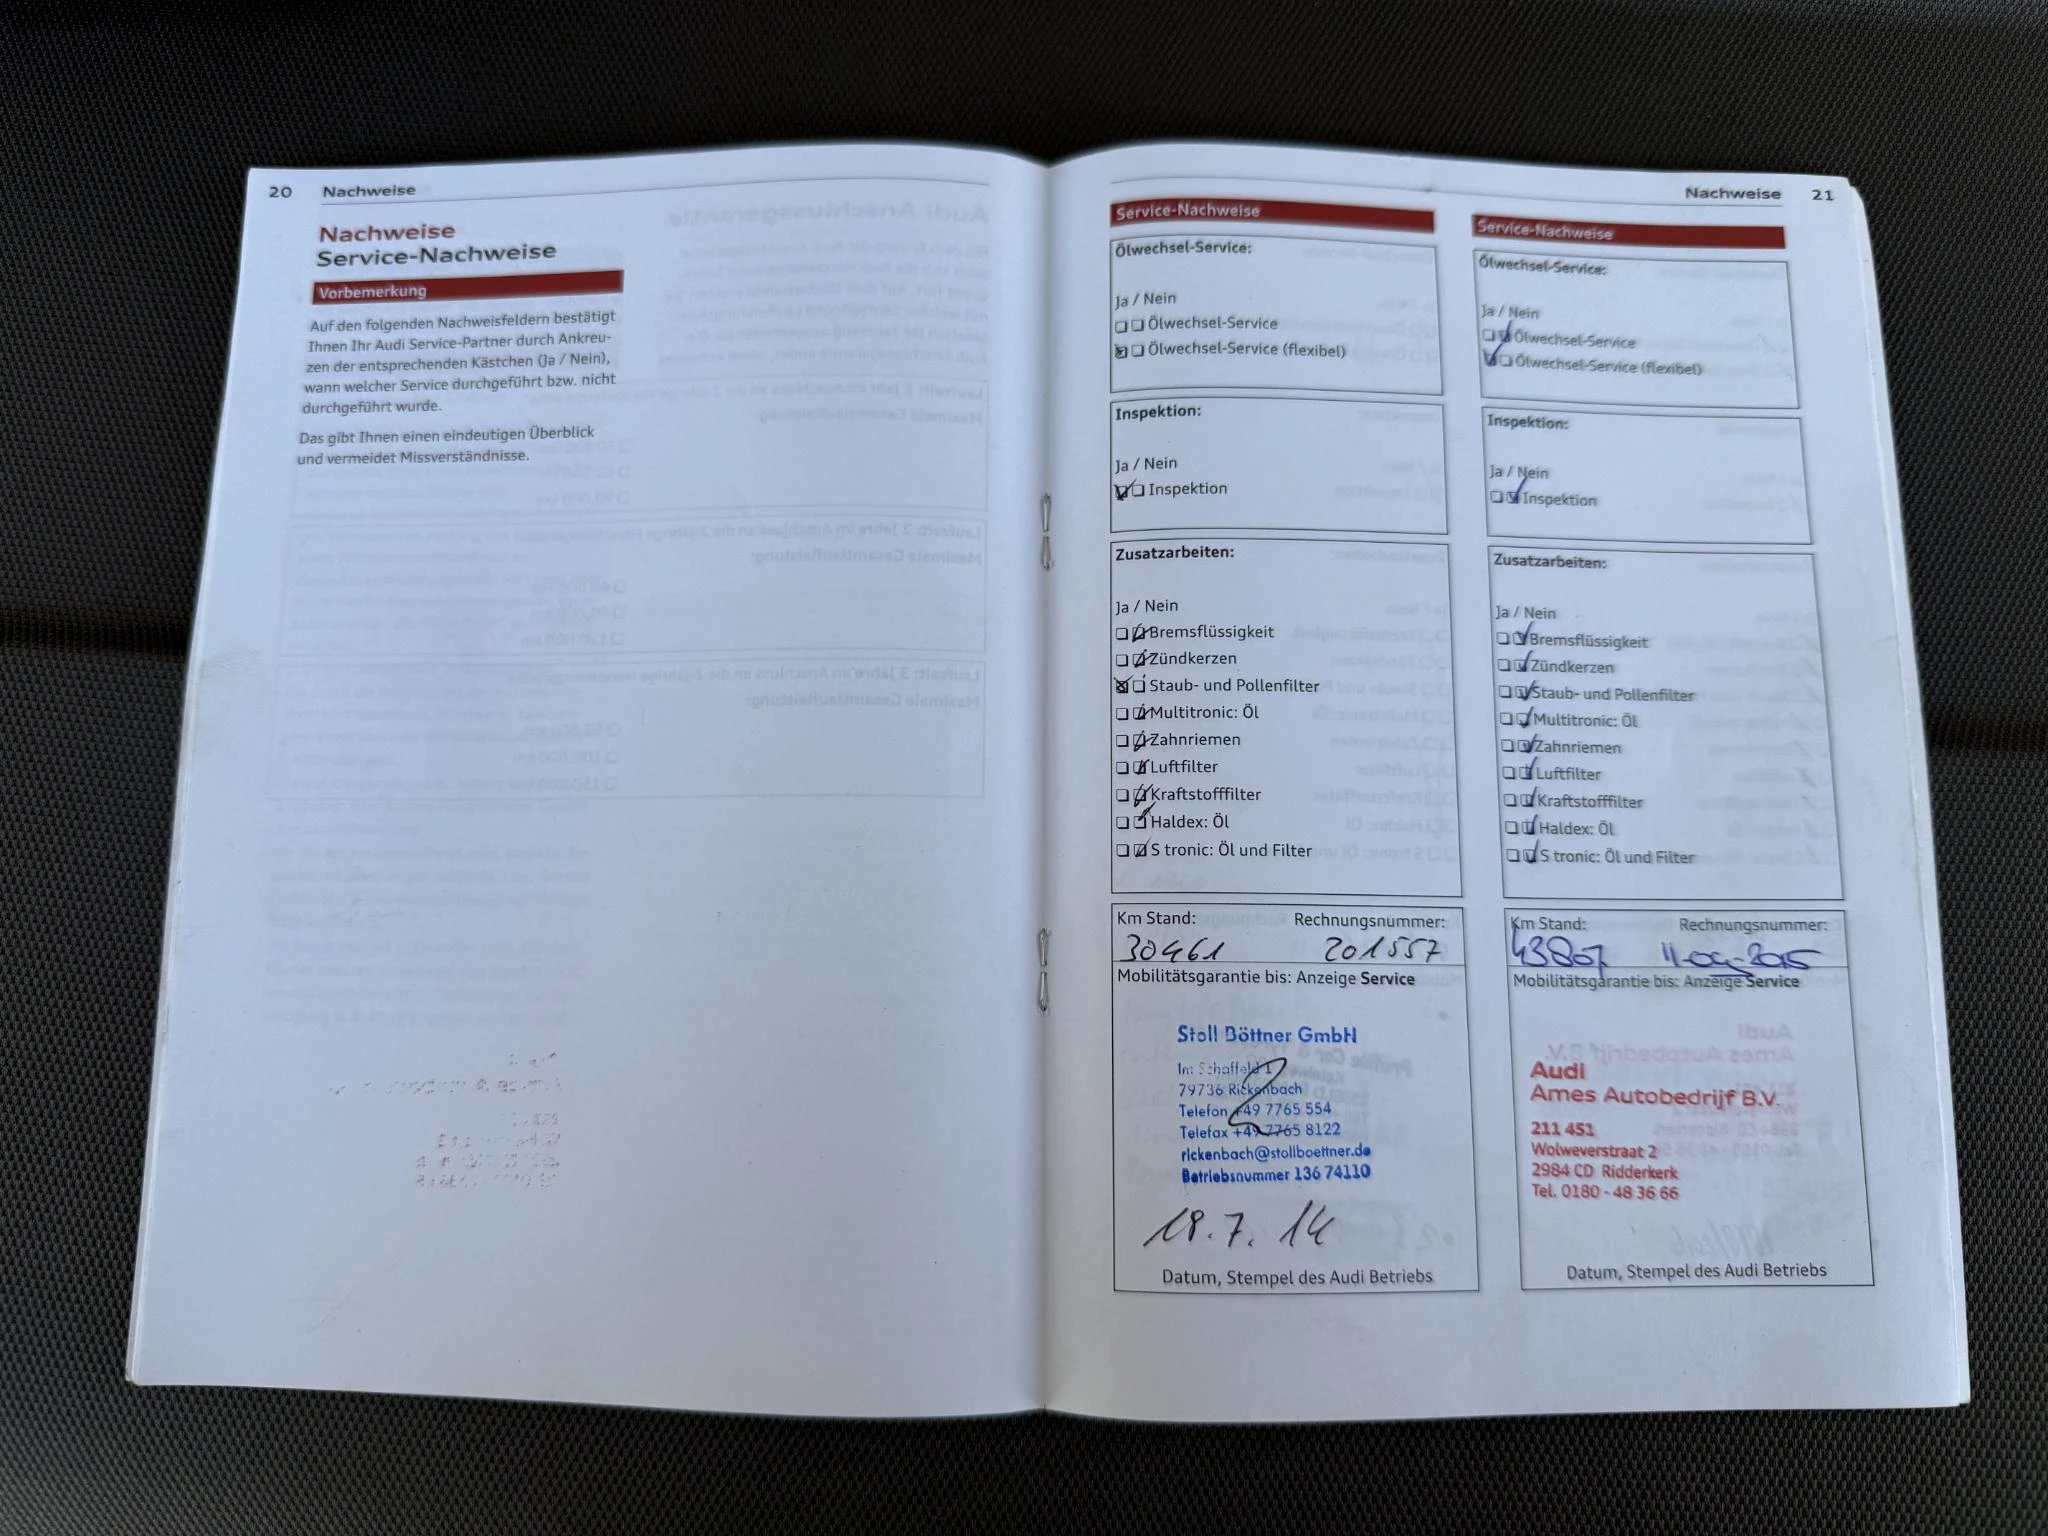 20 Nachweise
Nachweise
Service-Nachweise
Vorbemerkung
Auf den folgenden Nachweisfeldern bestätigt
Ihnen Ihr Audi Service-Partner durch Ankreu-
zen der entsprechenden Kästchen (Ja / Nein),
wann welcher Service durchgeführt bzw. nicht
durchgeführt wurde.
Das gibt Ihnen einen eindeutigen Überblick
und vermeidet Missverständnisse.
Nachweise 21
Service-Nachweise
Ölwechsel-Service:
Ja / Nein
Ölwechsel-Service
Ölwechsel-Service (flexibel)
Inspektion:
Ja / Nein
Inspektion
Zusatzarbeiten:
Ja / Nein
Bremsflüssigkeit
Zündkerzen
Staub- und Pollenfilter
Multitronic: Öl
Zahnriemen
Luftfilter
Kraftstofffilter
Haldex: Öl
S tronic: Öl und Filter
Km Stand: Rechnungsnummer:
30461 201557
Mobilitätsgarantie bis: Anzeige Service
Stoll Böttner GmbH
Im Schaffeld 1
79736 Rickenbach
Telefon +49 7765 554
Telefax +49 7765 8122
rickenbach@stollboettner.de
Betriebsnummer 136 74110
18.7.14
Datum, Stempel des Audi Betriebs
Service-Nachweise
Ölwechsel-Service:
Ja / Nein
Ölwechsel-Service
Ölwechsel-Service (flexibel)
Inspektion:
Ja / Nein
Inspektion
Zusatzarbeiten:
Ja / Nein
Bremsflüssigkeit
Zündkerzen
Staub- und Pollenfilter
Multitronic: Öl
Zahnriemen
Luftfilter
Kraftstofffilter
Haldex: Öl
S tronic: Öl und Filter
Km Stand: Rechnungsnummer:
43807 11-09-2015
Mobilitätsgarantie bis: Anzeige Service
Audi
Ames Autobedrijf B.V.
211 451
Wolweverstraat 2
2984 CD Ridderkerk
Tel. 0180 - 48 36 66
Datum, Stempel des Audi Betriebs